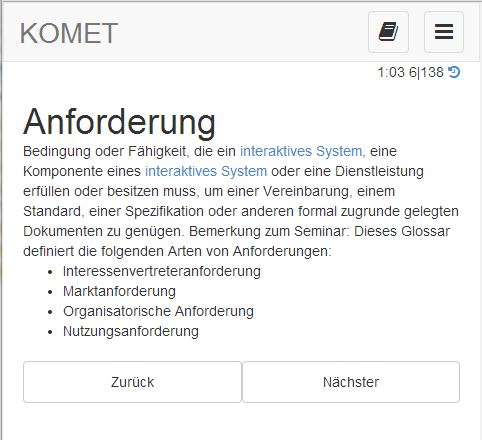 KOMET
1:03 6|138
Anforderung
Bedingung oder Fähigkeit, die ein interaktives System, eine
Komponente eines interaktives System oder eine Dienstleistung
erfüllen oder besitzen muss, um einer Vereinbarung, einem
Standard, einer Spezifikation oder anderen formal zugrunde gelegten
Dokumenten zu genügen. Bemerkung zum Seminar: Dieses Glossar
definiert die folgenden Arten von Anforderungen:
• Interessenvertreteranforderung
• Marktanforderung
• Organisatorische Anforderung
• Nutzungsanforderung
Zurück Nächster